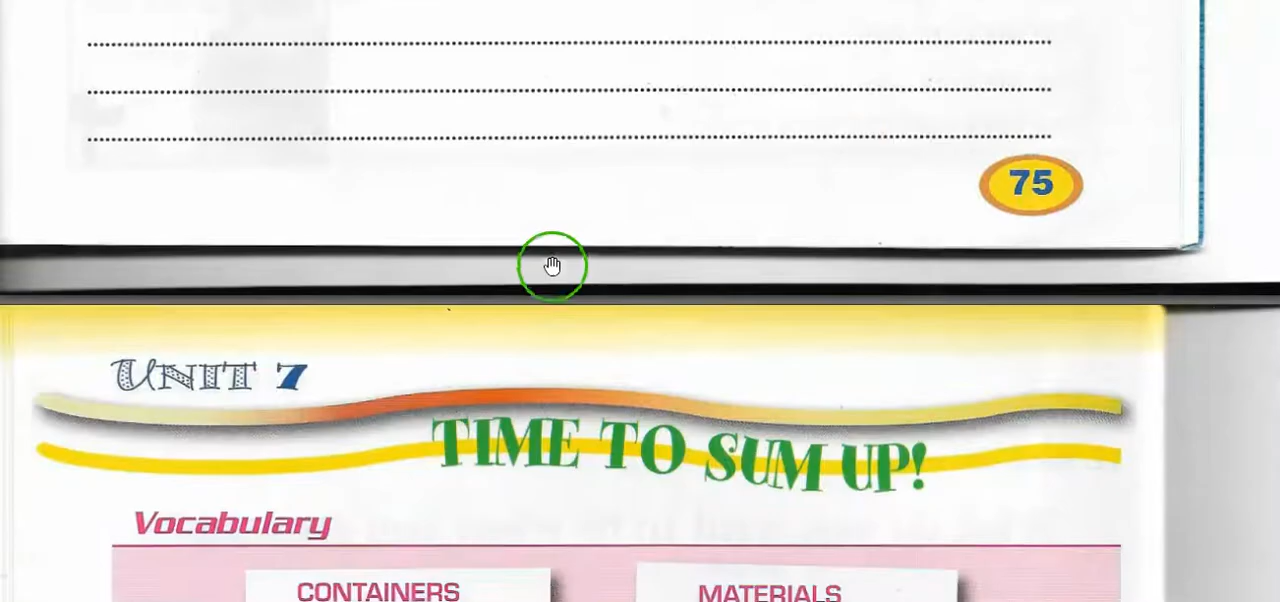 75
UNIT 7
TIME TO SUM UP!
Vocabulary
CONTAINERS
MATERIALS